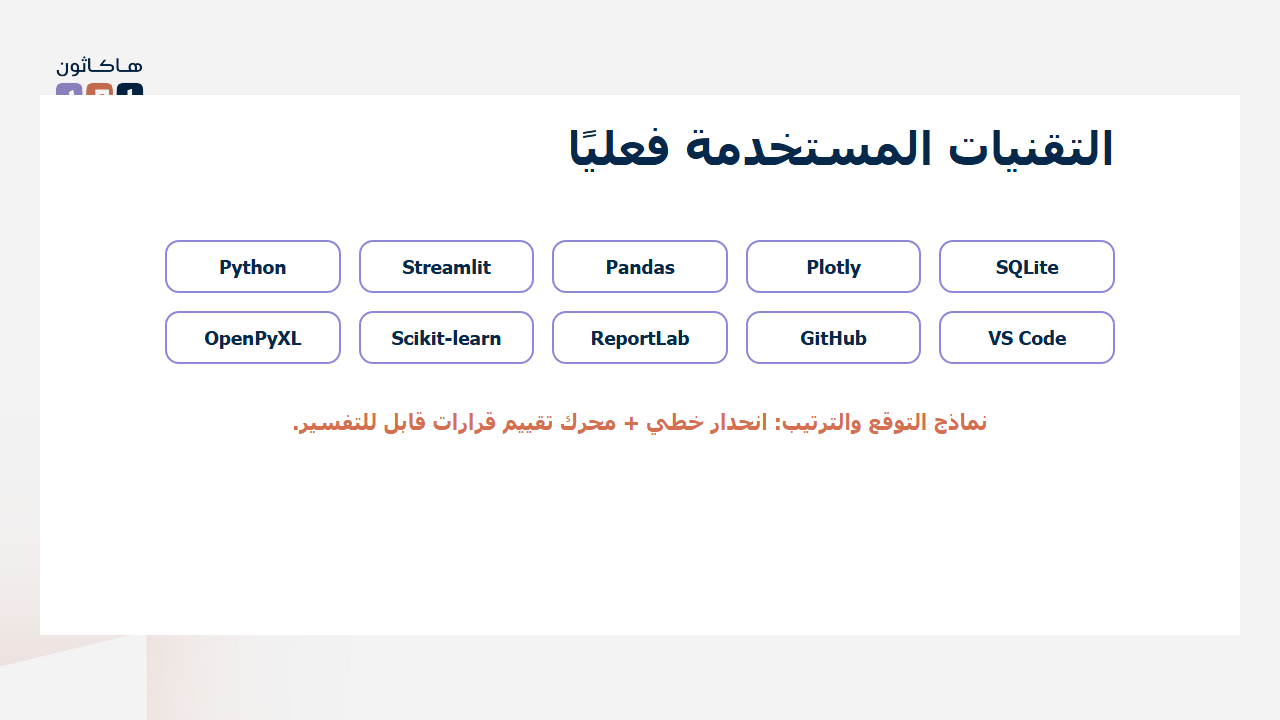 هاكاثون
التقنيات المستخدمة فعليًا
Python Streamlit Pandas Plotly SQLite
OpenPyXL Scikit-learn ReportLab GitHub VS Code
نماذج التوقع والترتيب: انحدار خطي + محرك تقييم قرارات قابل للتفسير.